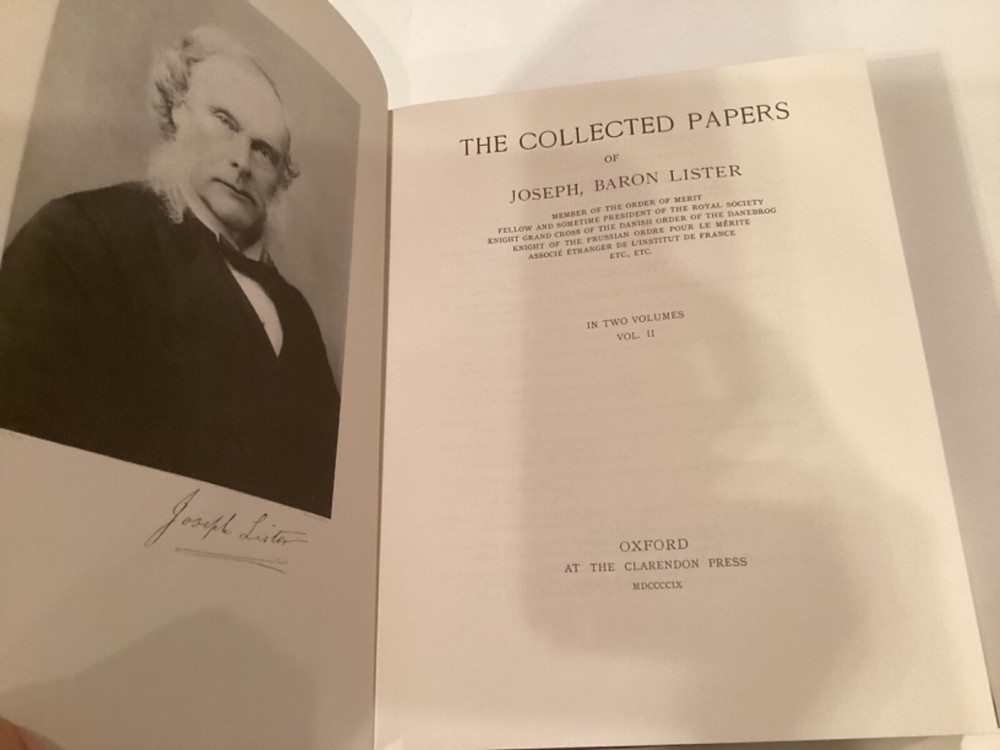 Joseph Lister
THE COLLECTED PAPERS
OF
JOSEPH, BARON LISTER
MEMBER OF THE ORDER OF MERIT
FELLOW AND SOMETIME PRESIDENT OF THE ROYAL SOCIETY
KNIGHT GRAND CROSS OF THE DANISH ORDER OF THE DANEBROG
KNIGHT OF THE PRUSSIAN ORDRE POUR LE MÉRITE
ASSOCIÉ ÉTRANGER DE L'INSTITUT DE FRANCE
ETC., ETC.
IN TWO VOLUMES
VOL. II
OXFORD
AT THE CLARENDON PRESS
MDCCCCIX